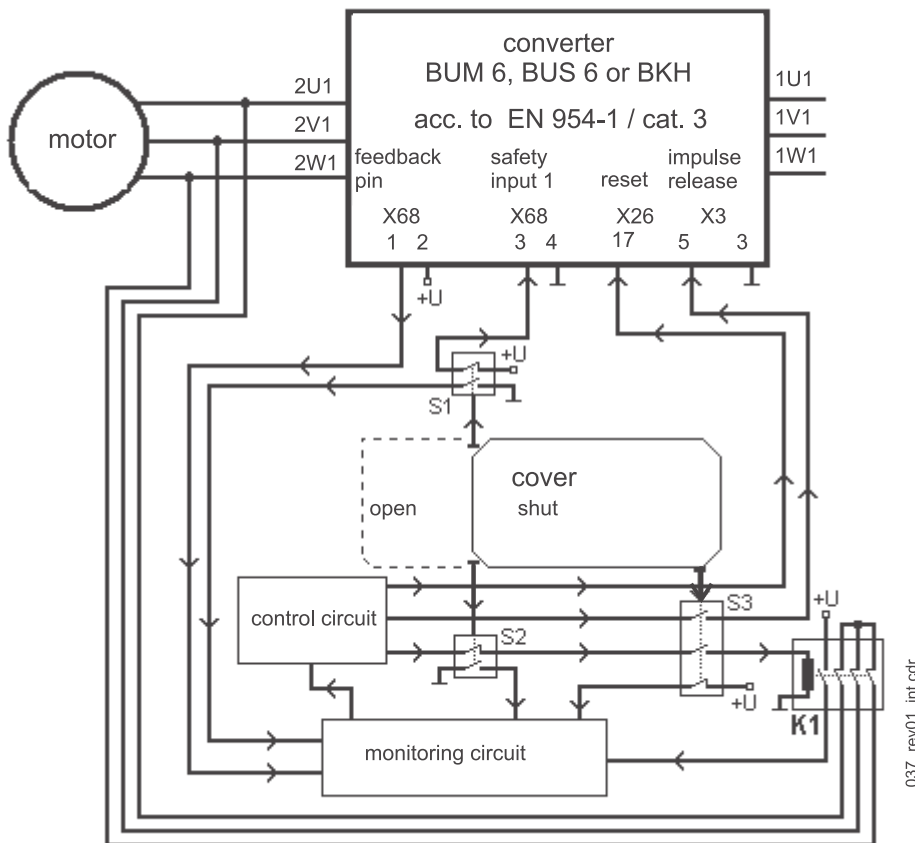 converter
BUM 6, BUS 6 or BKH
acc. to EN 954-1 / cat. 3
motor
2U1
2V1
2W1
1U1
1V1
1W1
feedback
pin
safety
input 1
reset
impulse
release
X68
X68
X26
X3
1
2
3
4
17
5
3
+U
+U
S1
open
cover
shut
control circuit
S2
S3
+U
+U
K1
monitoring circuit
037_rev01_int.cdr